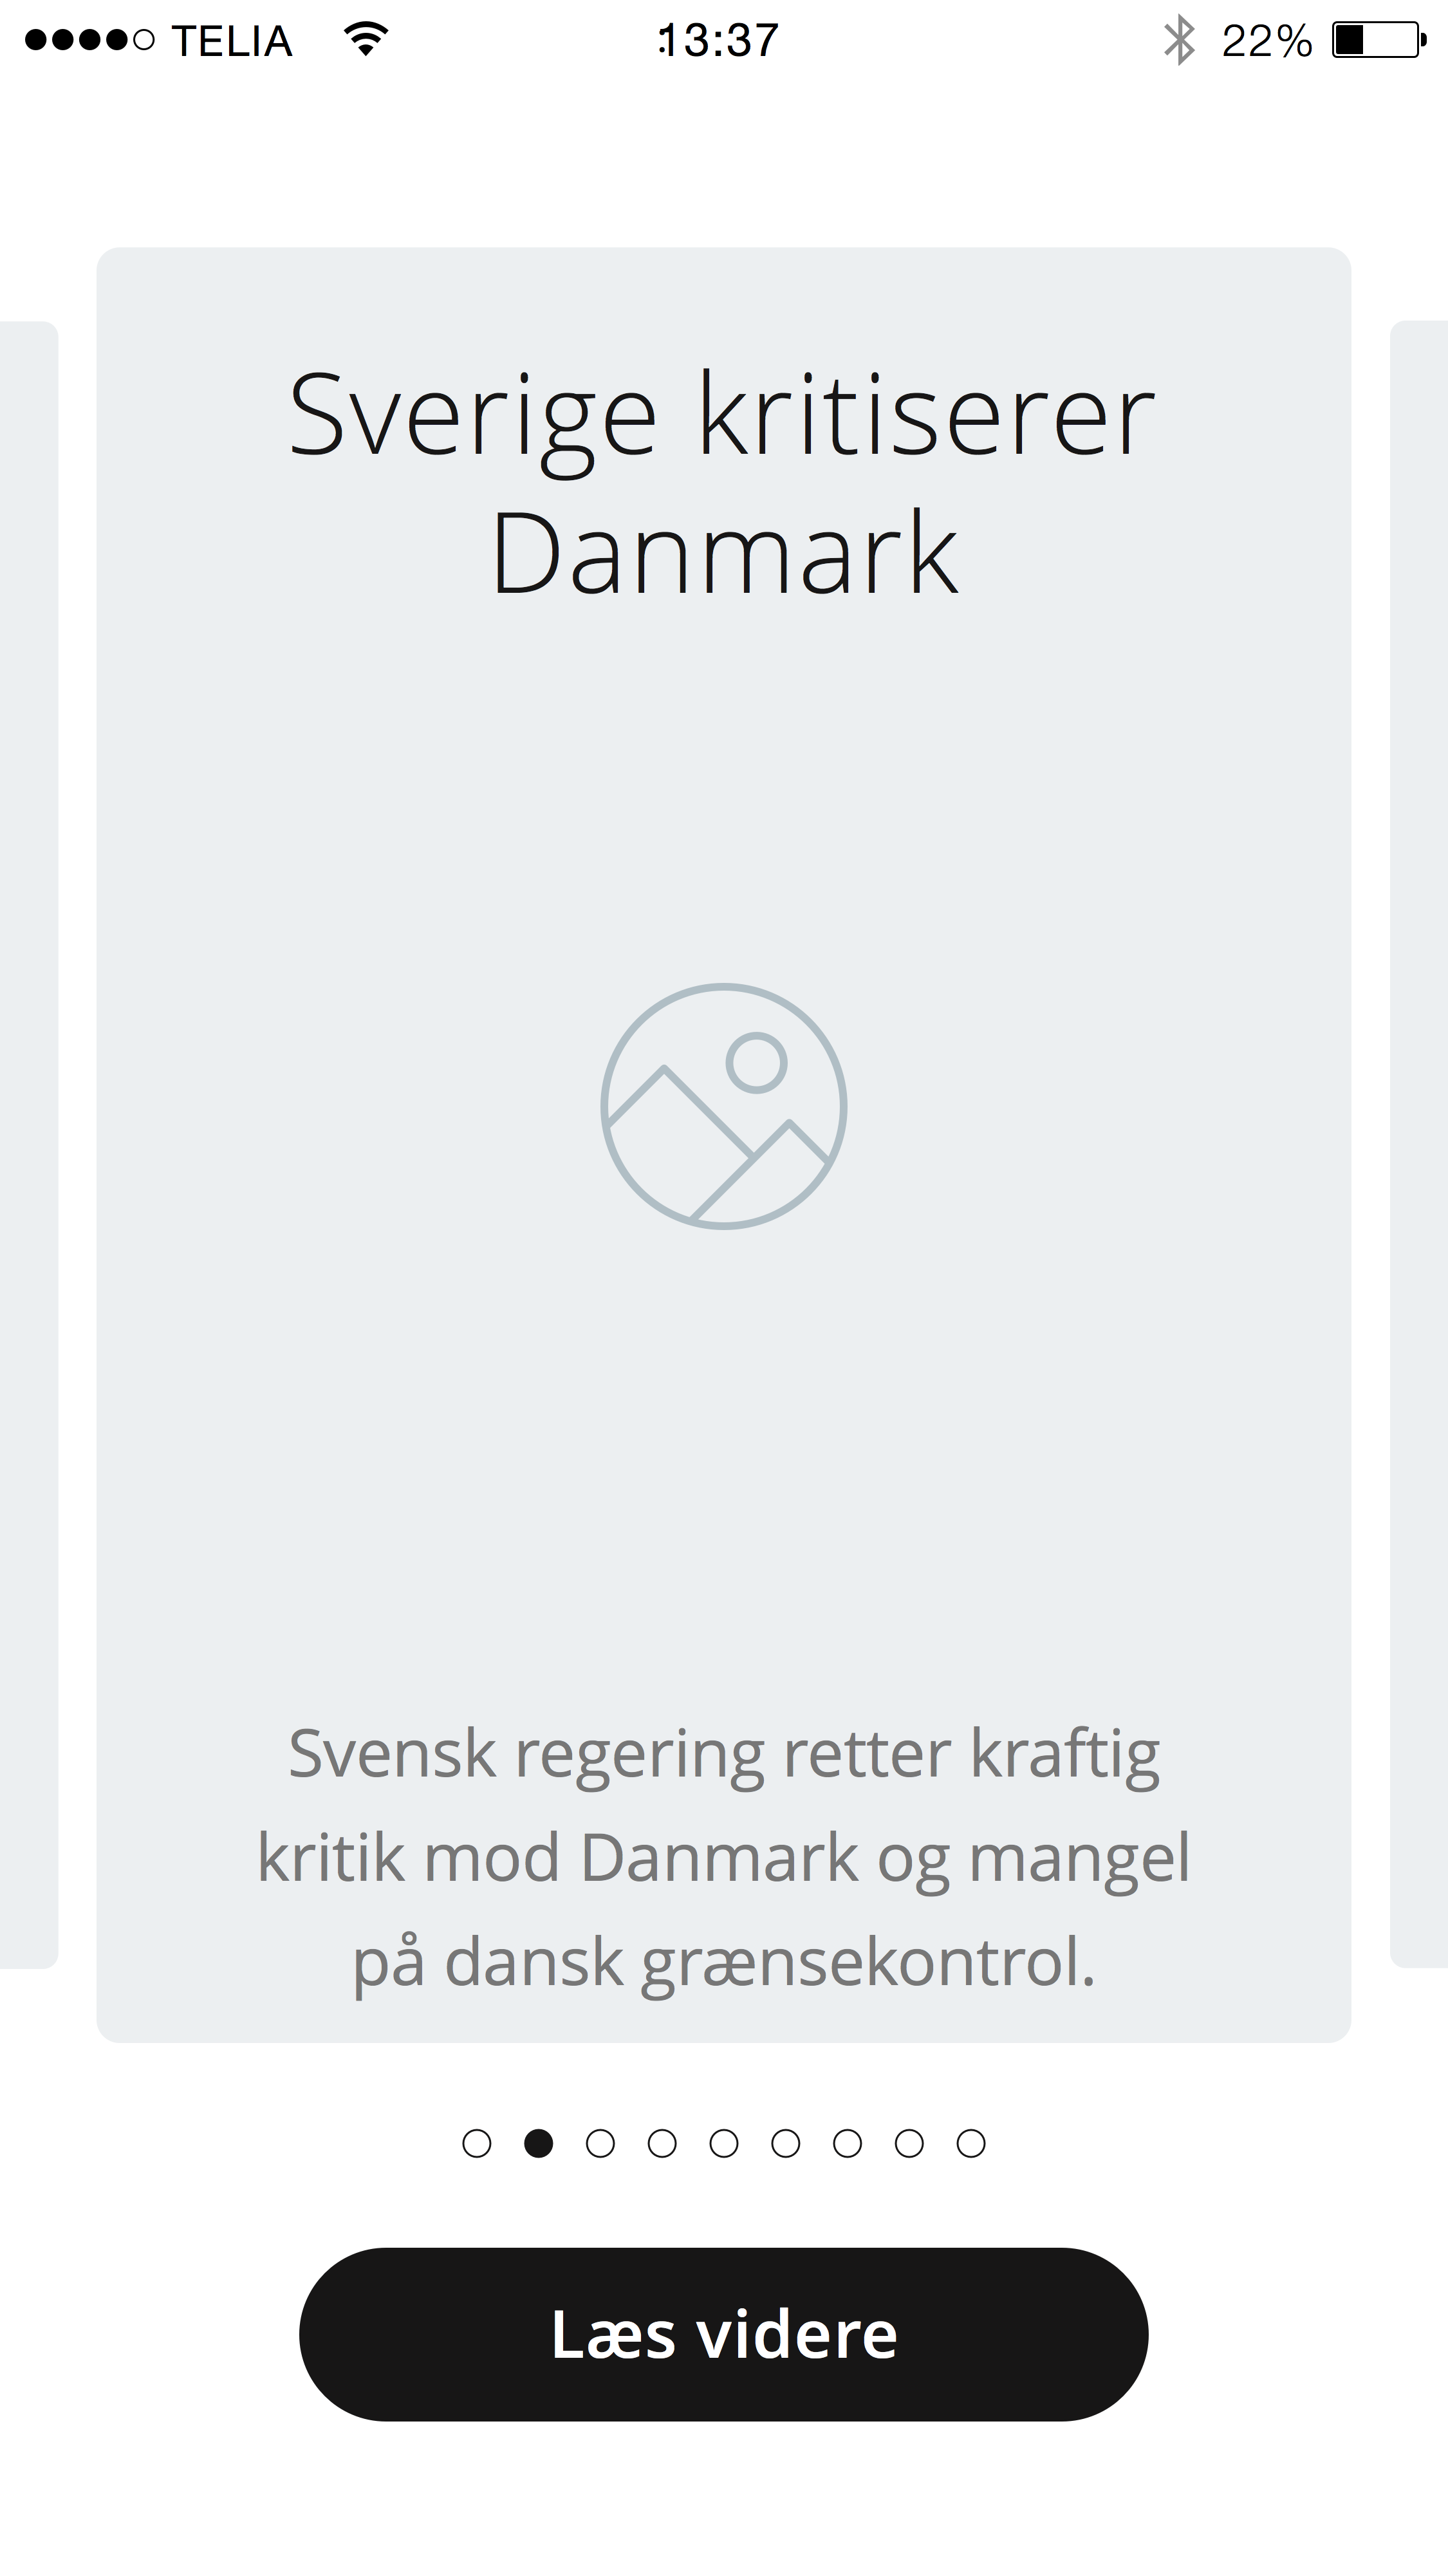 TELIA 13:37 22%
Sverige kritiserer
Danmark
Svensk regering retter kraftig
kritik mod Danmark og mangel
på dansk grænsekontrol.
Læs videre